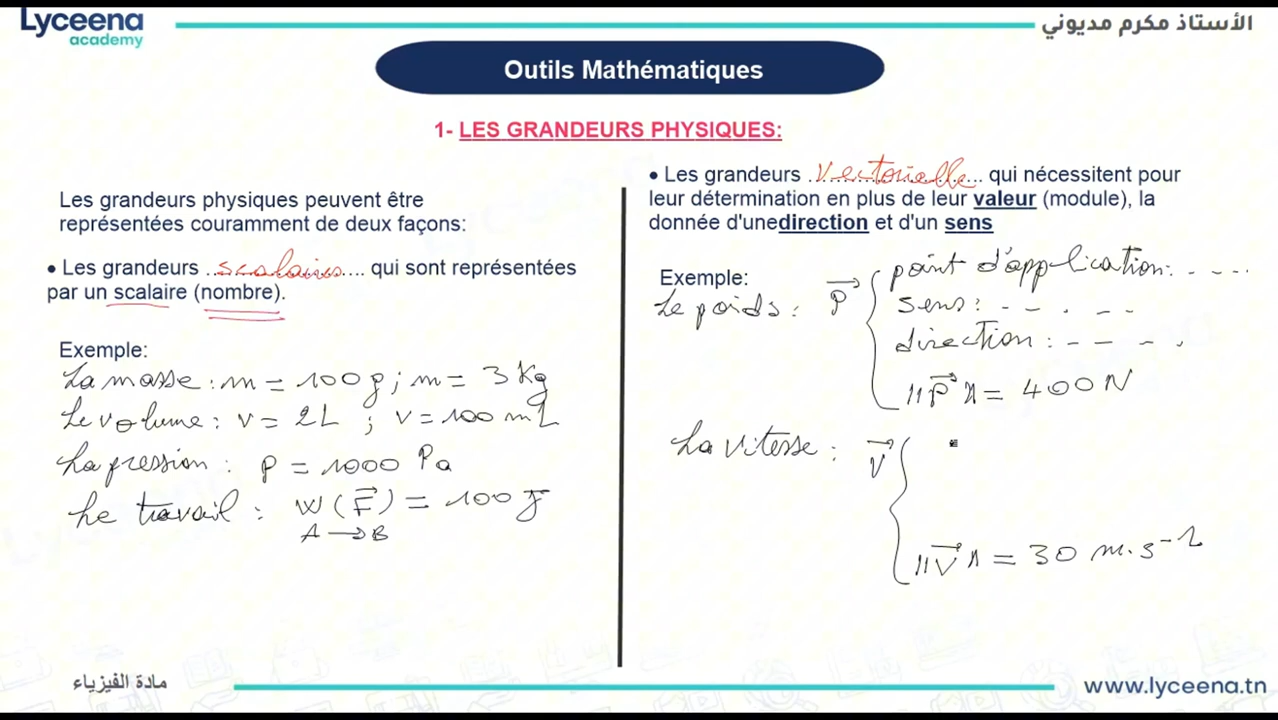 Lyceena
academy
الأستاذ مكرم مديوني
Outils Mathématiques
1- LES GRANDEURS PHYSIQUES:
Les grandeurs physiques peuvent être
représentées couramment de deux façons:
• Les grandeurs ..scalaires.... qui sont représentées
par un scalaire (nombre).
Exemple:
La masse : m = 100g ; m = 3 Kg
Le volume : v = 2L ; v = 100 mL
La pression : P = 1000 Pa
Le travail : W(F⃗) = 100 J
A → B
• Les grandeurs ..vectorielle... qui nécessitent pour
leur détermination en plus de leur valeur (module), la
donnée d'unedirection et d'un sens
Exemple:
Le poids : P⃗ { point d'application : - - - -
sens : - - . - -
direction : - - - .
||P⃗|| = 400 N
La vitesse : V⃗ {
||V⃗|| = 30 m.s⁻¹
مادة الفيزياء
www.lyceena.tn